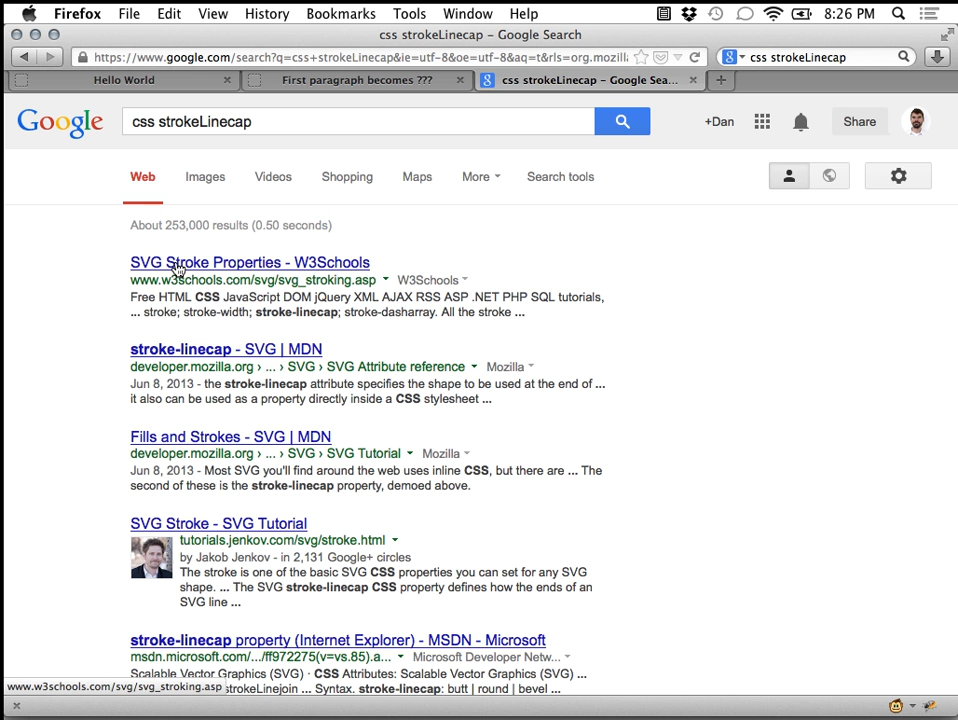 Firefox File Edit View History Bookmarks Tools Window Help 8:26 PM
css strokeLinecap - Google Search
https://www.google.com/search?q=css+strokeLinecap&ie=utf-8&oe=utf-8&aq=t&rls=org.mozilla css strokeLinecap
Hello World First paragraph becomes ??? css strokeLinecap - Google Sea...
Google css strokeLinecap +Dan Share
Web Images Videos Shopping Maps More Search tools
About 253,000 results (0.50 seconds)
SVG Stroke Properties - W3Schools
www.w3schools.com/svg/svg_stroking.asp W3Schools
Free HTML CSS JavaScript DOM jQuery XML AJAX RSS ASP .NET PHP SQL tutorials,
... stroke; stroke-width; stroke-linecap; stroke-dasharray. All the stroke ...
stroke-linecap - SVG | MDN
developer.mozilla.org › ... › SVG › SVG Attribute reference Mozilla
Jun 8, 2013 - the stroke-linecap attribute specifies the shape to be used at the end of ...
it also can be used as a property directly inside a CSS stylesheet ...
Fills and Strokes - SVG | MDN
developer.mozilla.org › ... › SVG › SVG Tutorial Mozilla
Jun 8, 2013 - Most SVG you'll find around the web uses inline CSS, but there are ... The
second of these is the stroke-linecap property, demoed above.
SVG Stroke - SVG Tutorial
tutorials.jenkov.com/svg/stroke.html
by Jakob Jenkov - in 2,131 Google+ circles
The stroke is one of the basic SVG CSS properties you can set for any SVG
shape. ... The SVG stroke-linecap CSS property defines how the ends of an
SVG line ...
stroke-linecap property (Internet Explorer) - MSDN - Microsoft
msdn.microsoft.com/.../ff972275(v=vs.85).a... Microsoft Developer Netw...
Scalable Vector Graphics (SVG) · CSS Attributes: Scalable Vector Graphics (SVG) ...
www.w3schools.com/svg/svg_stroking.asp strokeLinejoin ... Syntax. stroke-linecap: butt | round | bevel ...